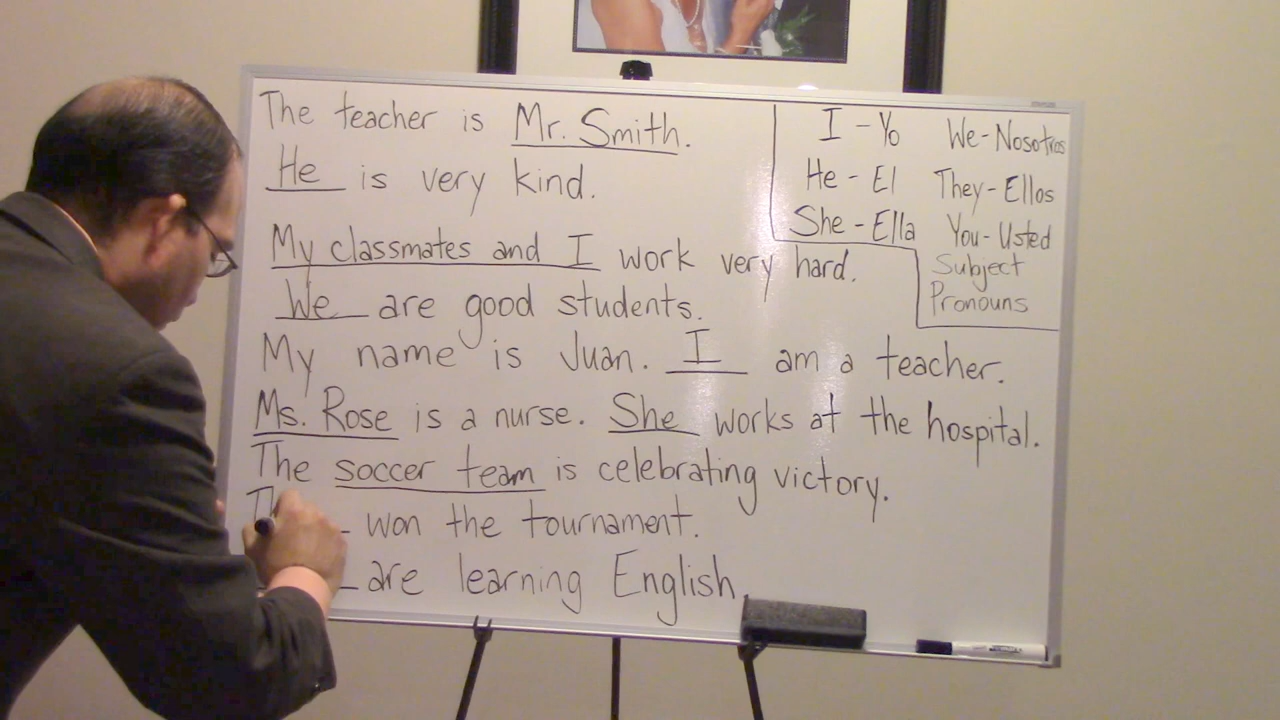 The teacher is Mr. Smith.
He is very kind.
My classmates and I work very hard.
We are good students.
My name is Juan. I am a teacher.
Ms. Rose is a nurse. She works at the hospital.
The soccer team is celebrating victory.
Th won the tournament.
are learning English.
I - Yo We - Nosotros
He - El They - Ellos
She - Ella You - Usted
Subject
Pronouns